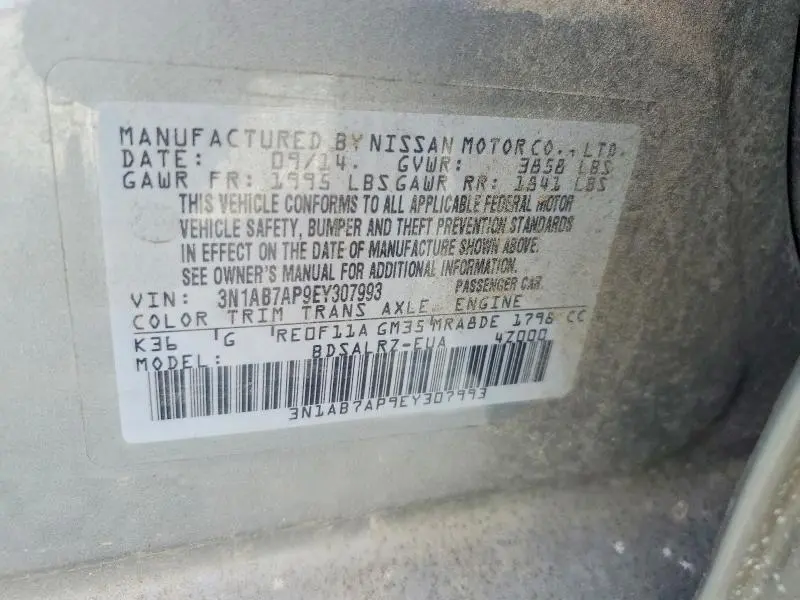 MANUFACTURED BY NISSAN MOTOR CO., LTD.
DATE: 09/14. GVWR: 3858 LBS
GAWR FR: 1995 LBS GAWR RR: 1841 LBS
THIS VEHICLE CONFORMS TO ALL APPLICABLE FEDERAL MOTOR
VEHICLE SAFETY, BUMPER AND THEFT PREVENTION STANDARDS
IN EFFECT ON THE DATE OF MANUFACTURE SHOWN ABOVE.
SEE OWNER'S MANUAL FOR ADDITIONAL INFORMATION.
VIN: 3N1AB7AP9EY307993 PASSENGER CAR
COLOR TRIM TRANS AXLE ENGINE
K36 G RE0F11A GM35 MRA8DE 1798 CC
MODEL: BDSALRZ-EUA 4Z000
3N1AB7AP9EY307993